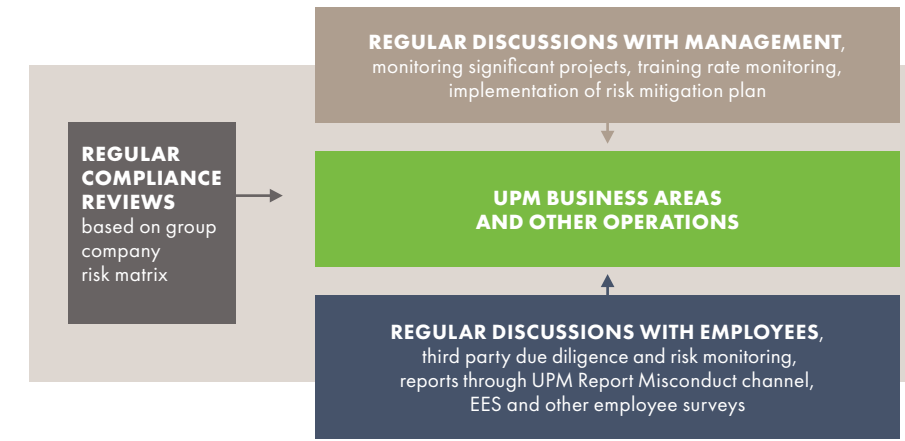 REGULAR DISCUSSIONS WITH MANAGEMENT,
monitoring significant projects, training rate monitoring,
implementation of risk mitigation plan
REGULAR
COMPLIANCE
REVIEWS
based on group
company
risk matrix
UPM BUSINESS AREAS
AND OTHER OPERATIONS
REGULAR DISCUSSIONS WITH EMPLOYEES,
third party due diligence and risk monitoring,
reports through UPM Report Misconduct channel,
EES and other employee surveys